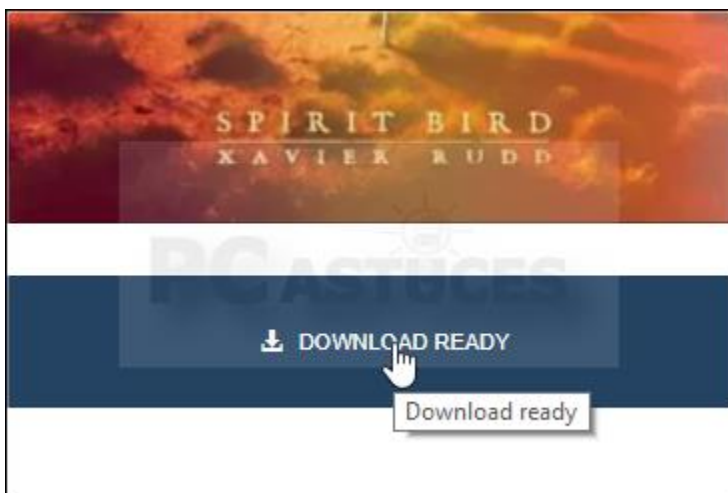 SPIRIT BIRD
XAVIER RUDD
PC ASTUCES
DOWNLOAD READY
Download ready